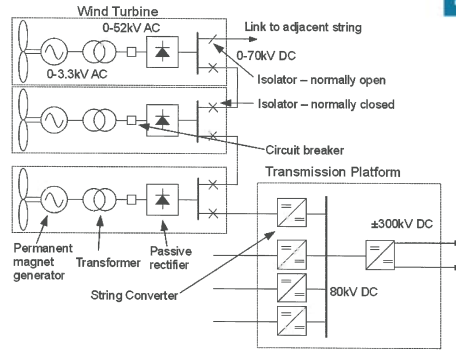 Wind Turbine
0-52kV AC
Link to adjacent string
0-70kV DC
0-3.3kV AC
Isolator – normally open
Isolator – normally closed
Circuit breaker
Transmission Platform
±300kV DC
Permanent
magnet
generator
Transformer
Passive
rectifier
String Converter
80kV DC